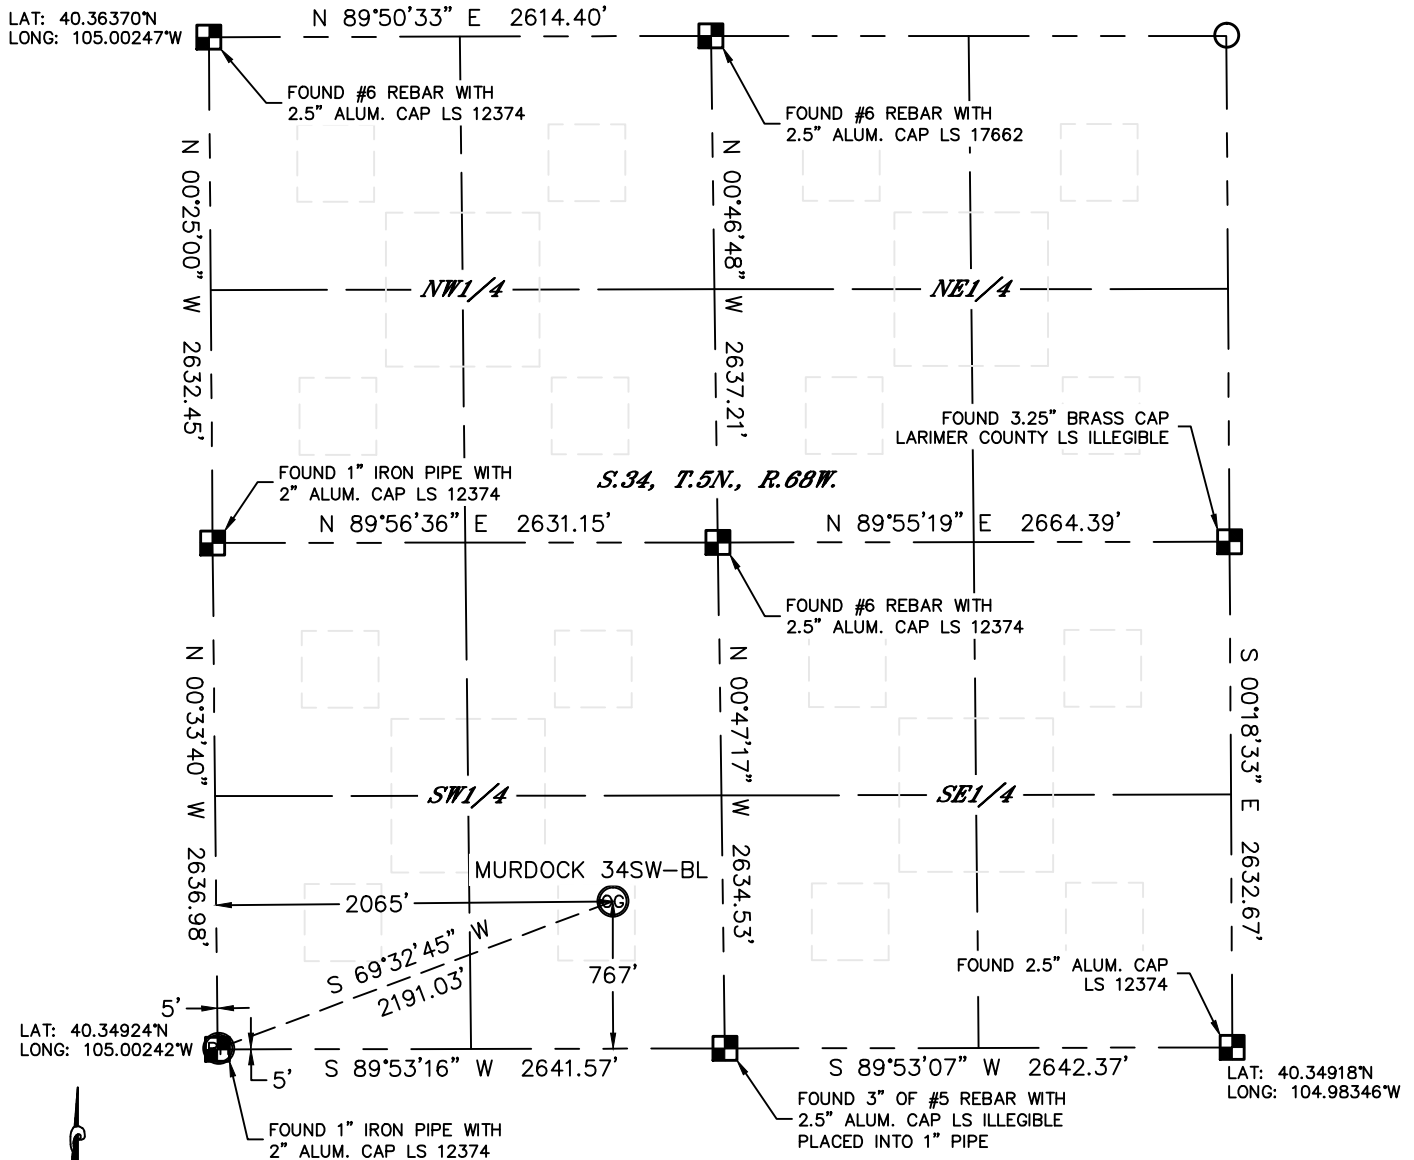 LAT: 40.36370°N
LONG: 105.00247°W
N 89°50'33" E 2614.40'
FOUND #6 REBAR WITH
2.5" ALUM. CAP LS 12374
FOUND #6 REBAR WITH
2.5" ALUM. CAP LS 17662
N 00°25'00" W 2632.45'
N 00°46'48" W 2637.21'
NW1/4
NE1/4
FOUND 3.25" BRASS CAP
LARIMER COUNTY LS ILLEGIBLE
FOUND 1" IRON PIPE WITH
2" ALUM. CAP LS 12374
S.34, T.5N., R.68W.
N 89°56'36" E 2631.15'
N 89°55'19" E 2664.39'
FOUND #6 REBAR WITH
2.5" ALUM. CAP LS 12374
N 00°33'40" W 2636.98'
N 00°47'17" W 2634.53'
S 00°18'33" E 2632.67'
SW1/4
SE1/4
MURDOCK 34SW-BL
2065'
S 69°32'45" W
2191.03'
767'
FOUND 2.5" ALUM. CAP
LS 12374
5'
LAT: 40.34924°N
LONG: 105.00242°W
5'
S 89°53'16" W 2641.57'
S 89°53'07" W 2642.37'
LAT: 40.34918°N
LONG: 104.98346°W
FOUND 3" OF #5 REBAR WITH
2.5" ALUM. CAP LS ILLEGIBLE
PLACED INTO 1" PIPE
FOUND 1" IRON PIPE WITH
2" ALUM. CAP LS 12374